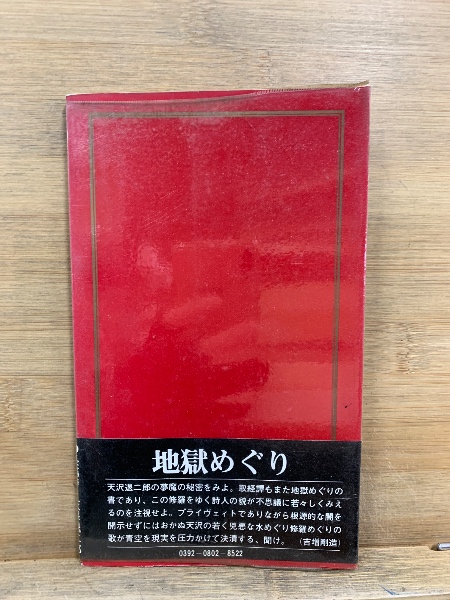 地獄めぐり
天沢退二郎の夢魔の秘密をみよ。取経譚もまた地獄めぐりの
書であり、この修羅をゆく詩人の貌が不思議に若々しくみえ
るのを注視せよ。プライヴェイトでありながら根源的な闇を
開示せずにはおかぬ天沢の若く兇悪な水めぐり修羅めぐりの
歌が青空を現実を圧力かけて決潰する、聞け。（吉増剛造）
0392−0802−8522